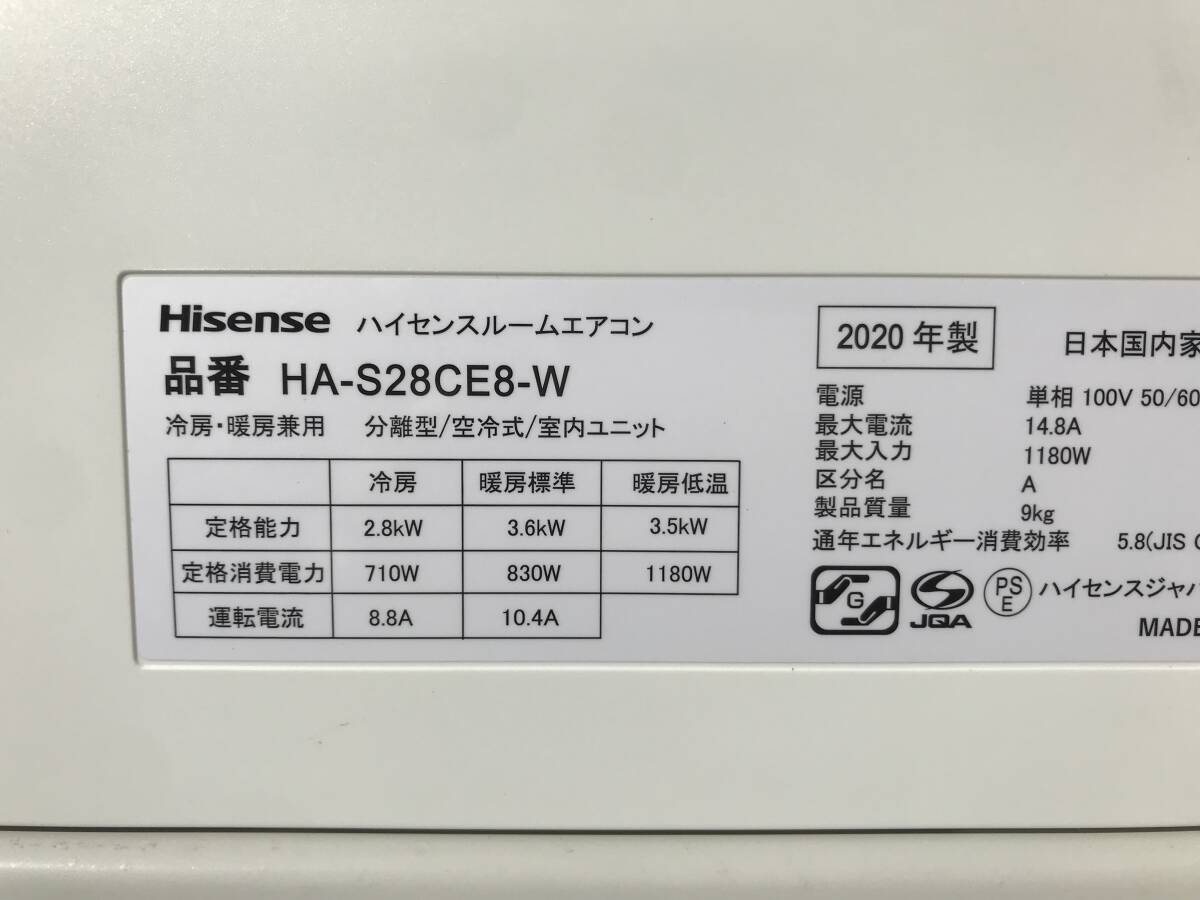 Hisense ハイセンスルームエアコン
品番 HA-S28CE8-W
冷房・暖房兼用 分離型/空冷式/室内ユニット
冷房 暖房標準 暖房低温
定格能力 2.8kW 3.6kW 3.5kW
定格消費電力 710W 830W 1180W
運転電流 8.8A 10.4A
2020 年製 日本国内家
電源 単相 100V 50/60
最大電流 14.8A
最大入力 1180W
区分名 A
製品質量 9kg
通年エネルギー消費効率 5.8(JIS C
G JQA PS E ハイセンスジャパ
MADE